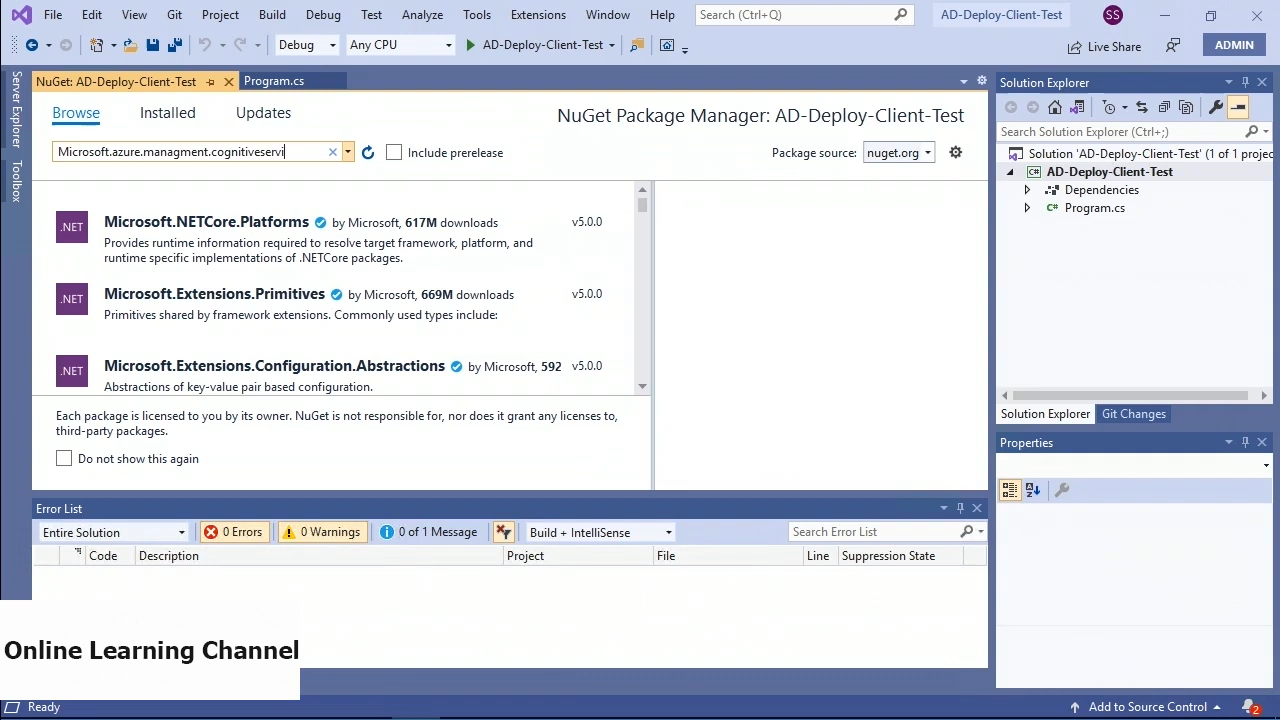 File Edit View Git Project Build Debug Test Analyze Tools Extensions Window Help Search (Ctrl+Q) AD-Deploy-Client-Test SS
Debug Any CPU AD-Deploy-Client-Test Live Share ADMIN
Server Explorer
Toolbox
NuGet: AD-Deploy-Client-Test Program.cs
Browse Installed Updates NuGet Package Manager: AD-Deploy-Client-Test
Microsoft.azure.managment.cognitiveservi Include prerelease Package source: nuget.org
.NET Microsoft.NETCore.Platforms by Microsoft, 617M downloads v5.0.0
Provides runtime information required to resolve target framework, platform, and
runtime specific implementations of .NETCore packages.
.NET Microsoft.Extensions.Primitives by Microsoft, 669M downloads v5.0.0
Primitives shared by framework extensions. Commonly used types include:
.NET Microsoft.Extensions.Configuration.Abstractions by Microsoft, 592 v5.0.0
Abstractions of key-value pair based configuration.
Each package is licensed to you by its owner. NuGet is not responsible for, nor does it grant any licenses to,
third-party packages.
Do not show this again
Solution Explorer
Search Solution Explorer (Ctrl+;)
Solution 'AD-Deploy-Client-Test' (1 of 1 projec
C# AD-Deploy-Client-Test
Dependencies
C# Program.cs
Solution Explorer Git Changes
Properties
Error List
Entire Solution 0 Errors 0 Warnings 0 of 1 Message Build + IntelliSense Search Error List
Code Description Project File Line Suppression State
Online Learning Channel
Ready Add to Source Control 2